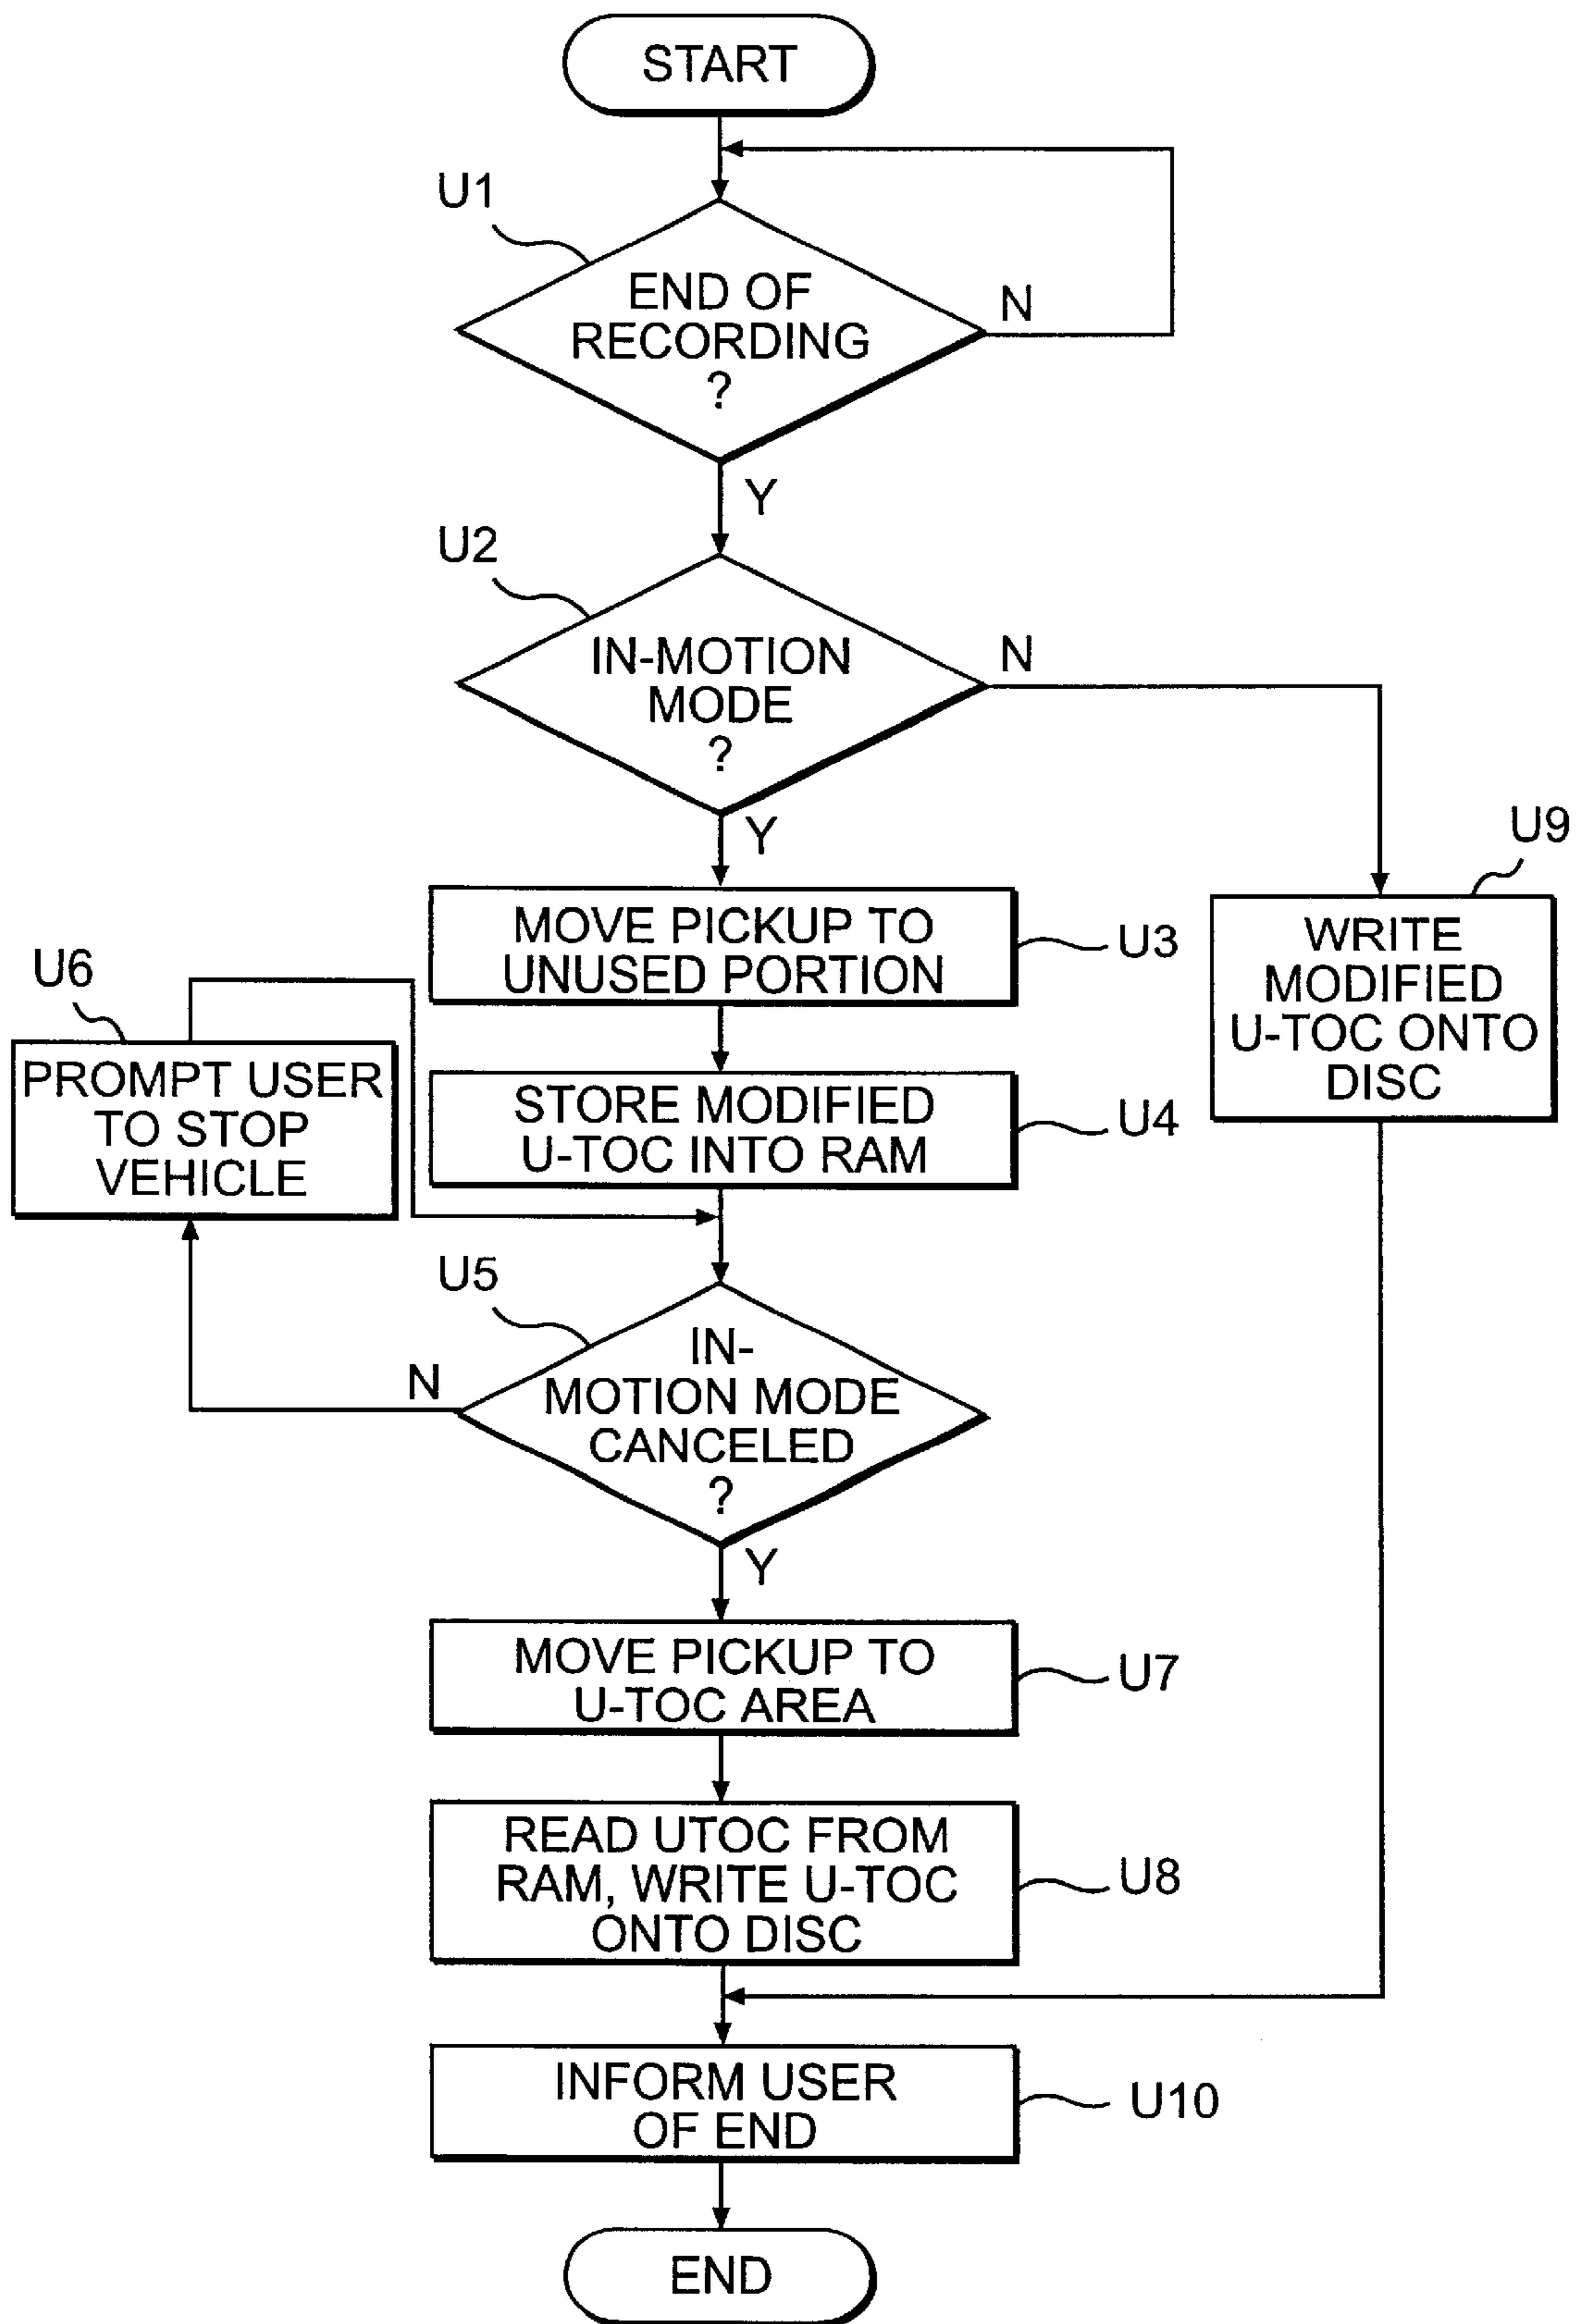 START
U1
END OF
RECORDING
?
N
Y
U2
IN-MOTION
MODE
?
N
Y
U9
WRITE
MODIFIED
U-TOC ONTO
DISC
MOVE PICKUP TO
UNUSED PORTION
U3
U6
PROMPT USER
TO STOP
VEHICLE
STORE MODIFIED
U-TOC INTO RAM
U4
U5
IN-
MOTION MODE
CANCELED
?
N
Y
MOVE PICKUP TO
U-TOC AREA
U7
READ UTOC FROM
RAM, WRITE U-TOC
ONTO DISC
U8
INFORM USER
OF END
U10
END